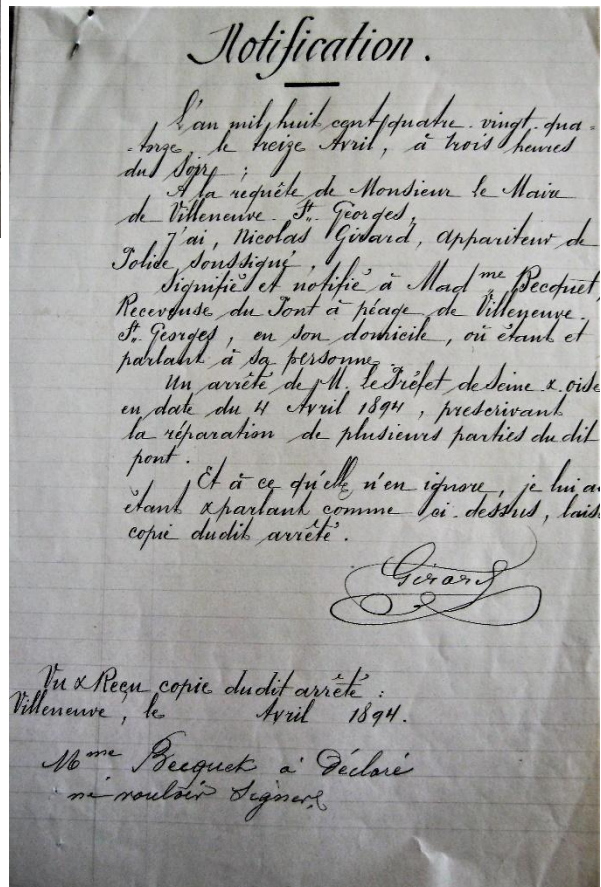 Notification.
L'an mil huit cent quatre-vingt-qua-
-torze, le treize Avril, à trois heures
du Soir ;
A la requête de Monsieur le Maire
de Villeneuve-St-Georges,
J'ai, Nicolas Girard, Appariteur de
Police soussigné,
Signifié et notifié à Madme Becquet,
Receveuse du Pont à péage de Villeneuve-
St-Georges, en son domicile, où étant et
parlant à sa personne.
Un arrêté de M. le Préfet de Seine & oise
en date du 4 Avril 1894, prescrivant
la réparation de plusieurs parties du dit
pont.
Et à ce qu'elle n'en ignore, je lui a
étant & parlant comme ci-dessus, laiss
copie dudit arrêté.
Girard
Vu & Reçu copie dudit arrêté :
Villeneuve, le Avril 1894.
Mme Becquet a Déclaré
ne vouloir Signer